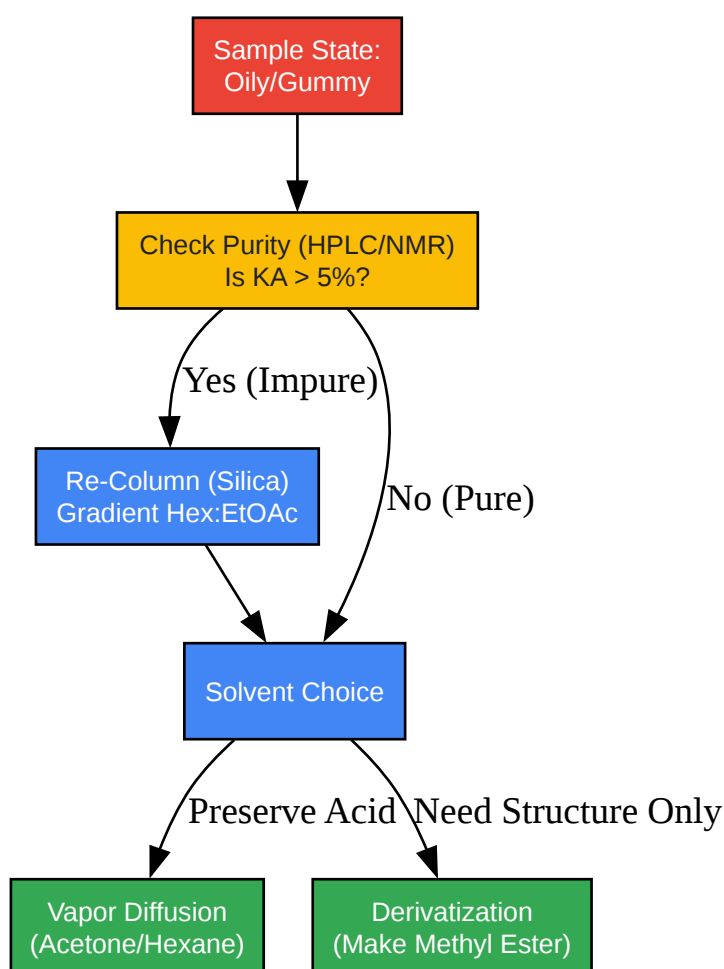 Sample State:
Oily/Gummy
Check Purity (HPLC/NMR)
Is KA > 5%?
Yes (Impure)
Re-Column (Silica)
Gradient Hex:EtOAc
No (Pure)
Solvent Choice
Preserve Acid
Need Structure Only
Vapor Diffusion
(Acetone/Hexane)
Derivatization
(Make Methyl Ester)